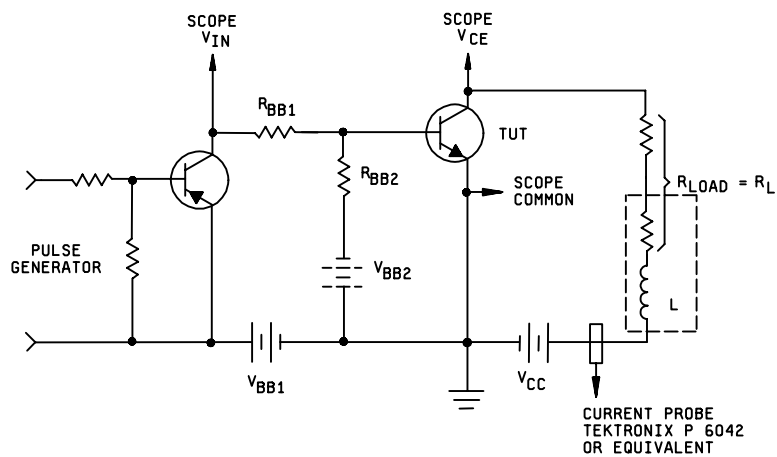 SCOPE
VIN
SCOPE
VCE
RBB1
TUT
RBB2
SCOPE
COMMON
RLOAD = RL
PULSE
GENERATOR
VBB2
L
VBB1
VCC
CURRENT PROBE
TEKTRONIX P 6042
OR EQUIVALENT